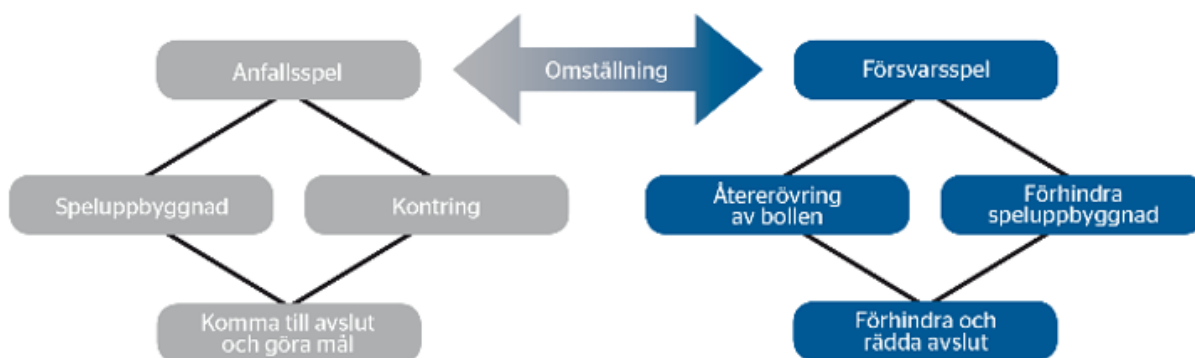 Anfallsspel
Omställning
Försvarsspel
Speluppbyggnad
Kontring
Återerövring
av bollen
Förhindra
speluppbyggnad
Komma till avslut
och göra mål
Förhindra och
rädda avslut